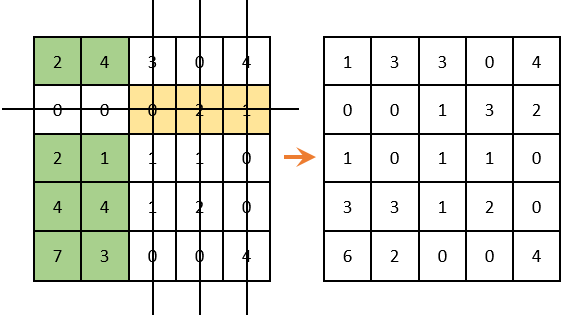 2 4 3 0 4 1 3 3 0 4
0 0 0 2 1 0 0 1 3 2
2 1 1 1 0 1 0 1 1 0
4 4 1 2 0 3 3 1 2 0
7 3 0 0 4 6 2 0 0 4